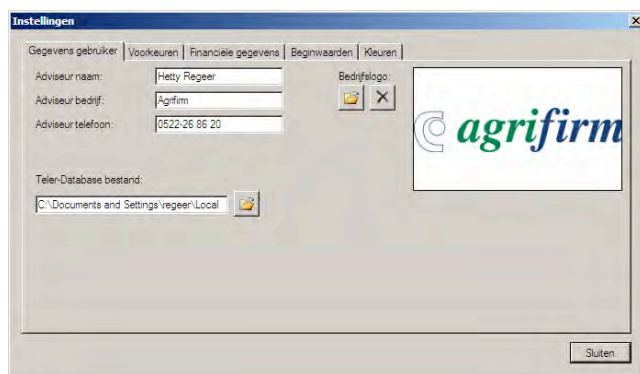 Instellingen
Gegevens gebruiker Voorkeuren Financiële gegevens Beginwaarden Kleuren
Adviseur naam: Hetty Regeer
Bedrijfslogo:
Adviseur bedrijf: Agrifirm
Adviseur telefoon: 0522-26 86 20
agrifirm
Teler-Database bestand:
C:\Documents and Settings\regeer\Local
Sluiten